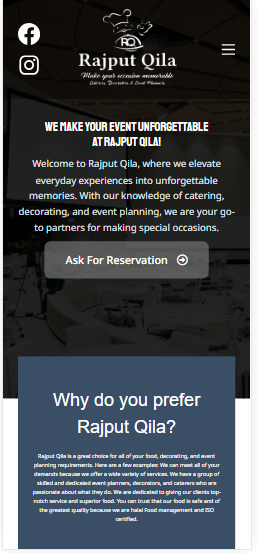 RQ
Rajput Qila
Make your occasion memorable
Caterers, Decorators & Event Planners
WE MAKE YOUR EVENT UNFORGETTABLE
AT RAJPUT QILA!
Welcome to Rajput Qila, where we elevate
everyday experiences into unforgettable
memories. With our knowledge of catering,
decorating, and event planning, we are your go-
to partners for making special occasions.
Ask For Reservation
Why do you prefer
Rajput Qila?
Rajput Qila is a great choice for all of your food, decorating, and event
planning requirements. Here are a few examples: We can meet all of your
demands because we offer a wide variety of services. We have a group of
skilled and dedicated event planners, decorators, and caterers who are
passionate about what they do. We are dedicated to giving our clients top-
notch service and superior food. You can trust that our food is safe and of
the greatest quality because we are halal Food management and ISO
certified.